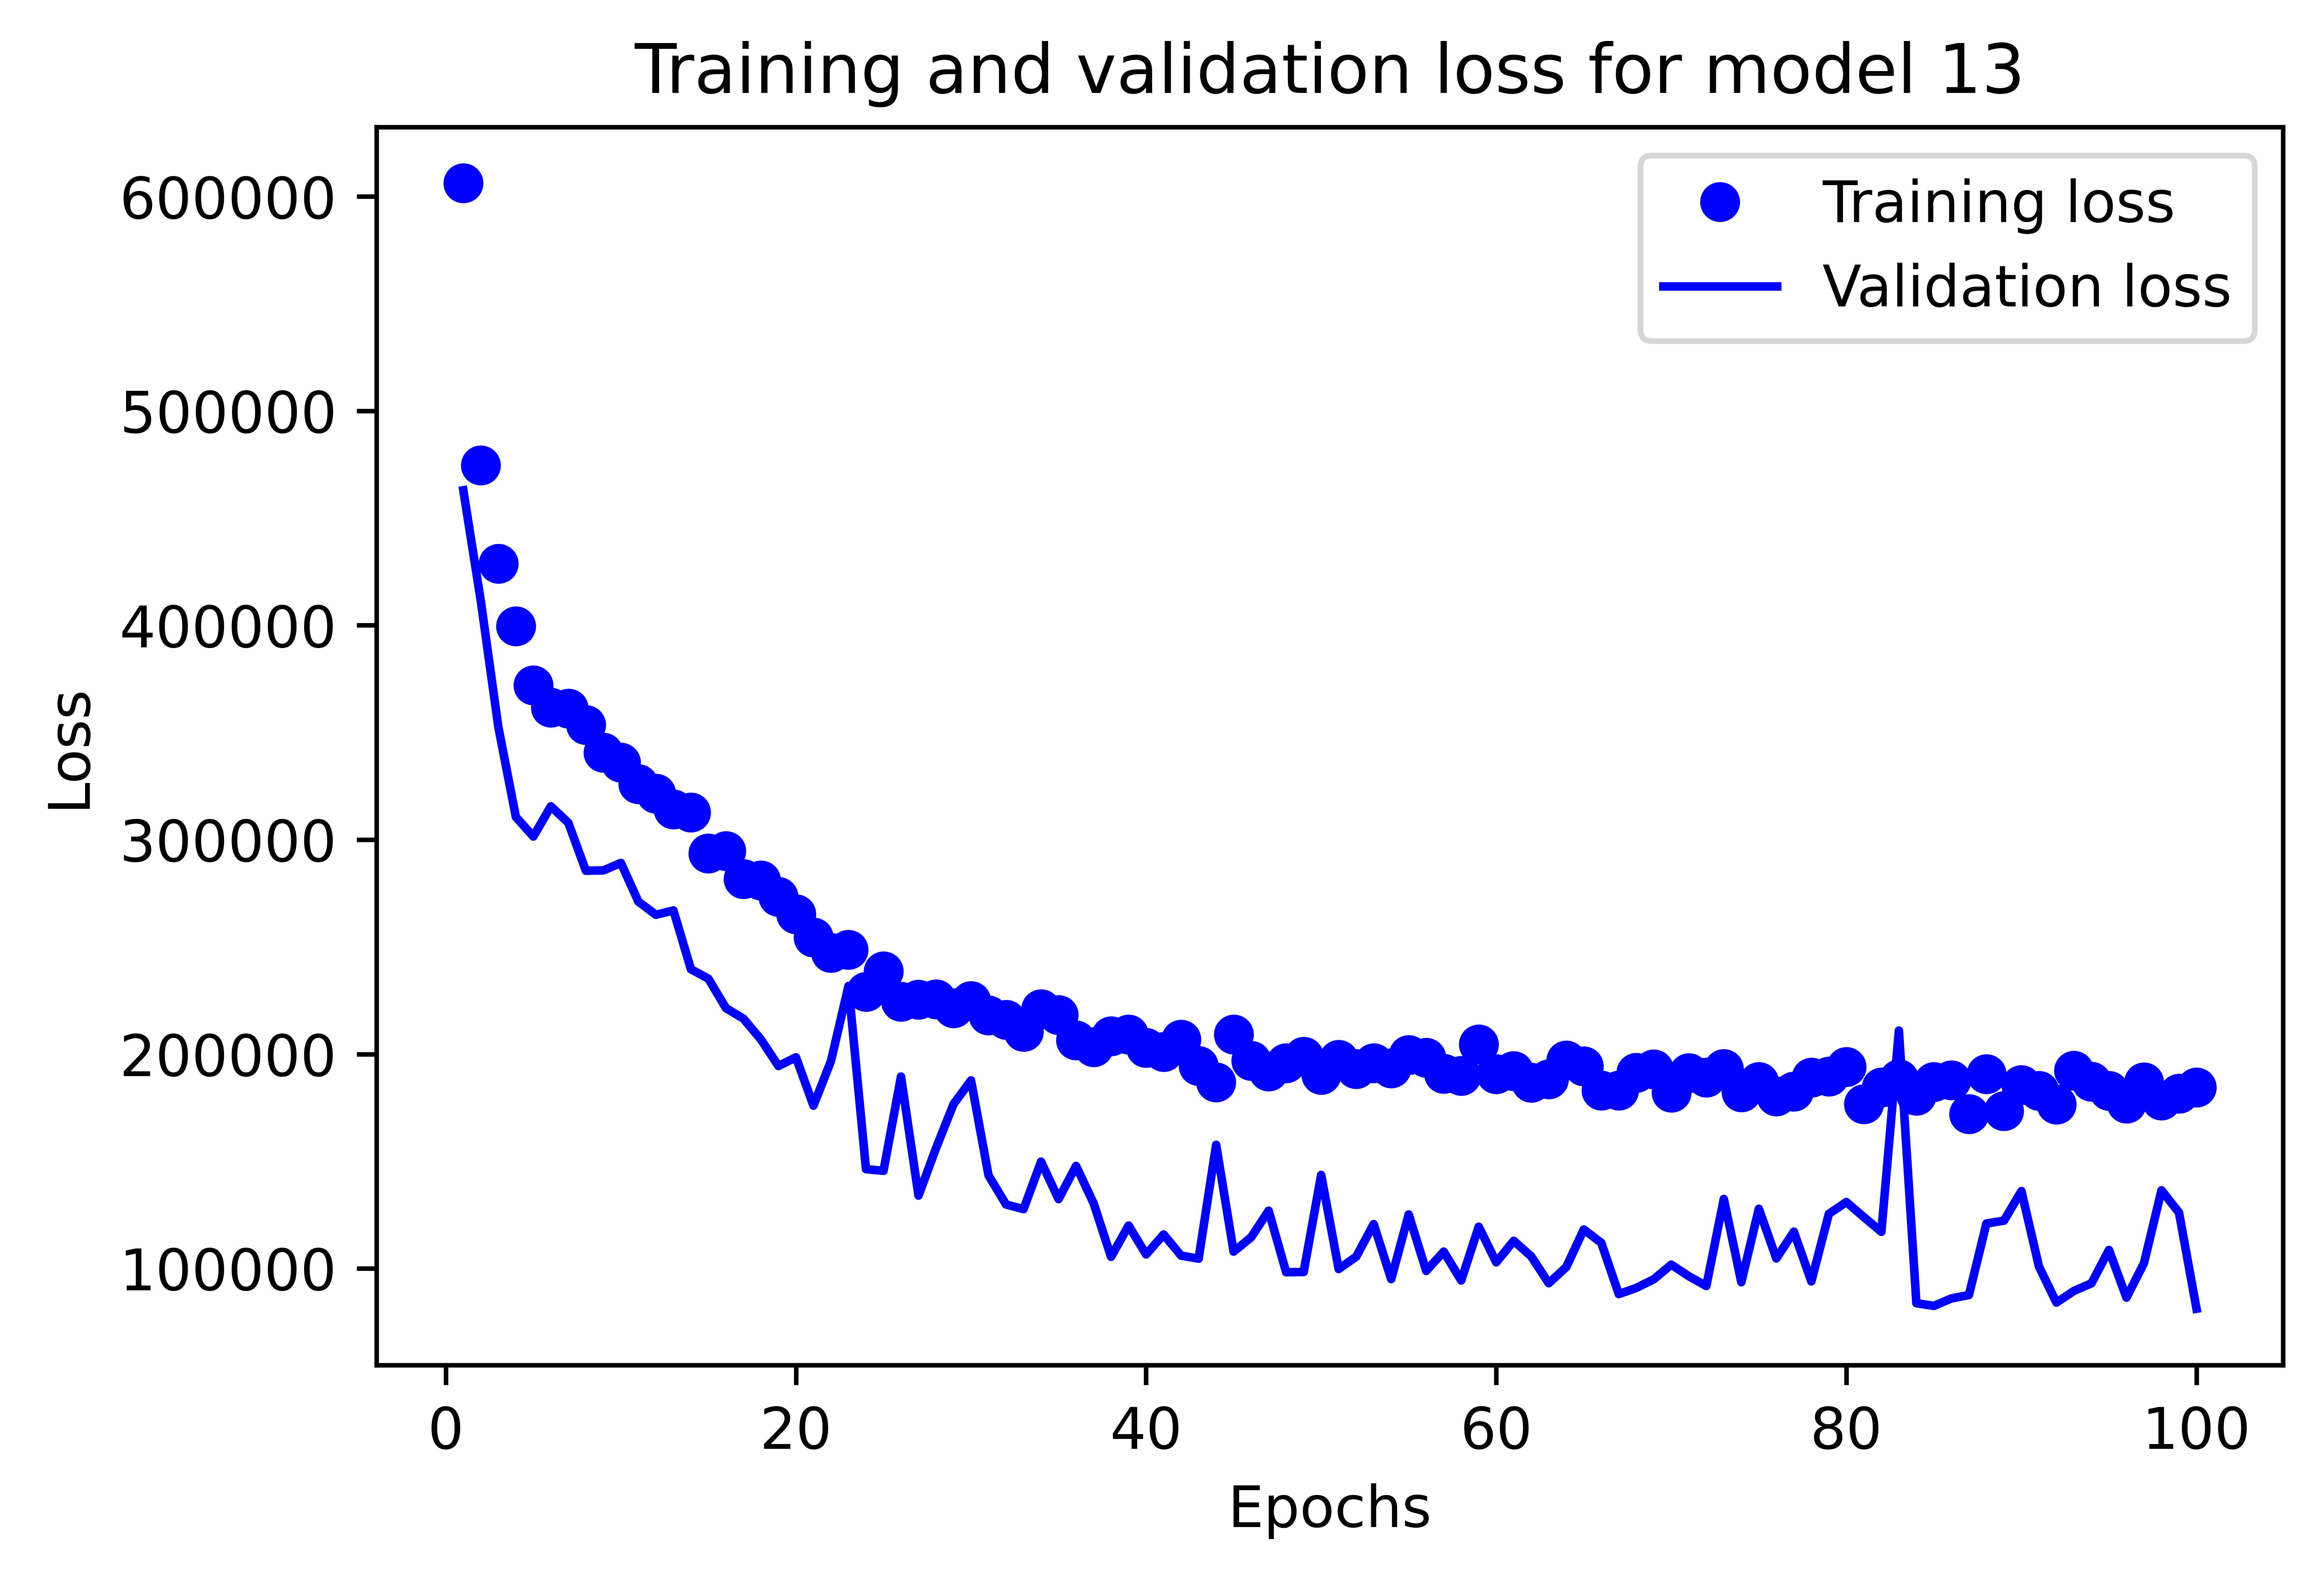 Training and validation loss for model 13
Training loss
Validation loss
600000
500000
400000
300000
200000
100000
Loss
0 20 40 60 80 100
Epochs